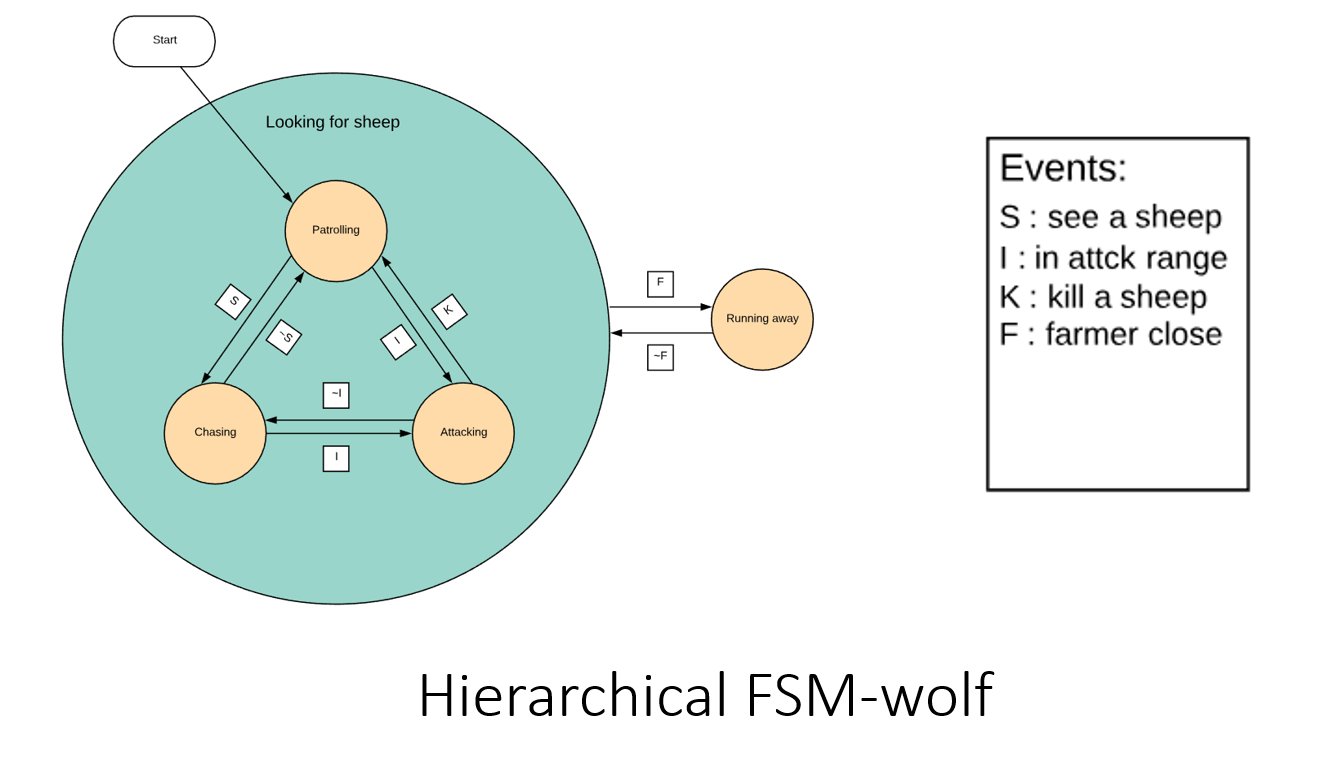 Start
Looking for sheep
Patrolling
S
~S
I
K
~I
I
Chasing
Attacking
F
~F
Running away
Events:
S : see a sheep
I : in attck range
K : kill a sheep
F : farmer close
Hierarchical FSM-wolf